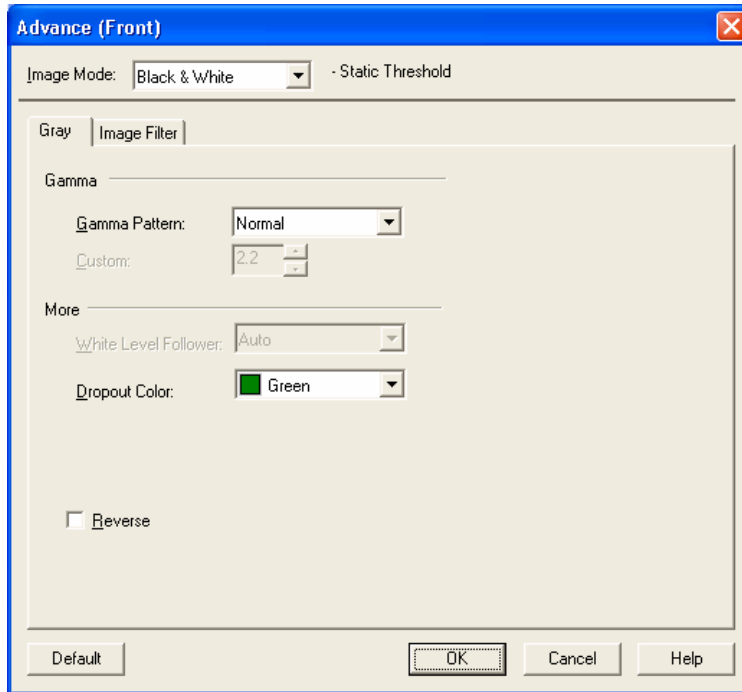 Advance (Front)
Image Mode: Black & White - Static Threshold
Gray Image Filter
Gamma
Gamma Pattern: Normal
Custom: 2.2
More
White Level Follower: Auto
Dropout Color: Green
Reverse
Default OK Cancel Help